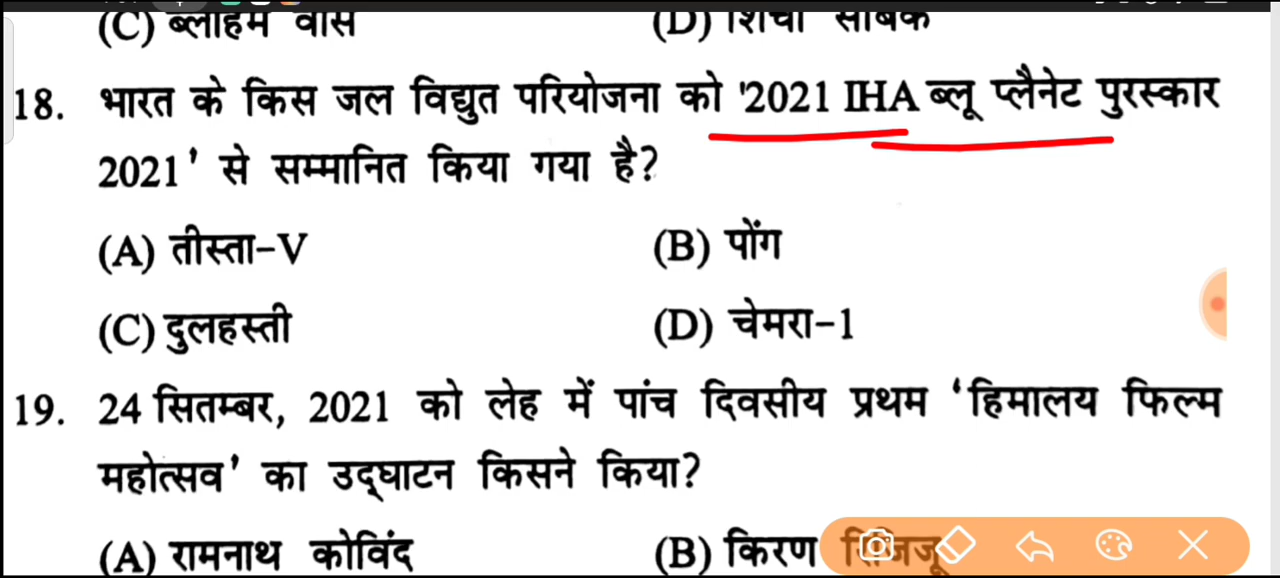 (C) ब्लाहम वास (D) शिचो साबिक
18. भारत के किस जल विद्युत परियोजना को '2021 IHA ब्लू प्लैनेट पुरस्कार
2021' से सम्मानित किया गया है?
(A) तीस्ता-V (B) पोंग
(C) दुलहस्ती (D) चेमरा-1
19. 24 सितम्बर, 2021 को लेह में पांच दिवसीय प्रथम 'हिमालय फिल्म
महोत्सव' का उद्घाटन किसने किया?
(A) रामनाथ कोविंद (B) किरण